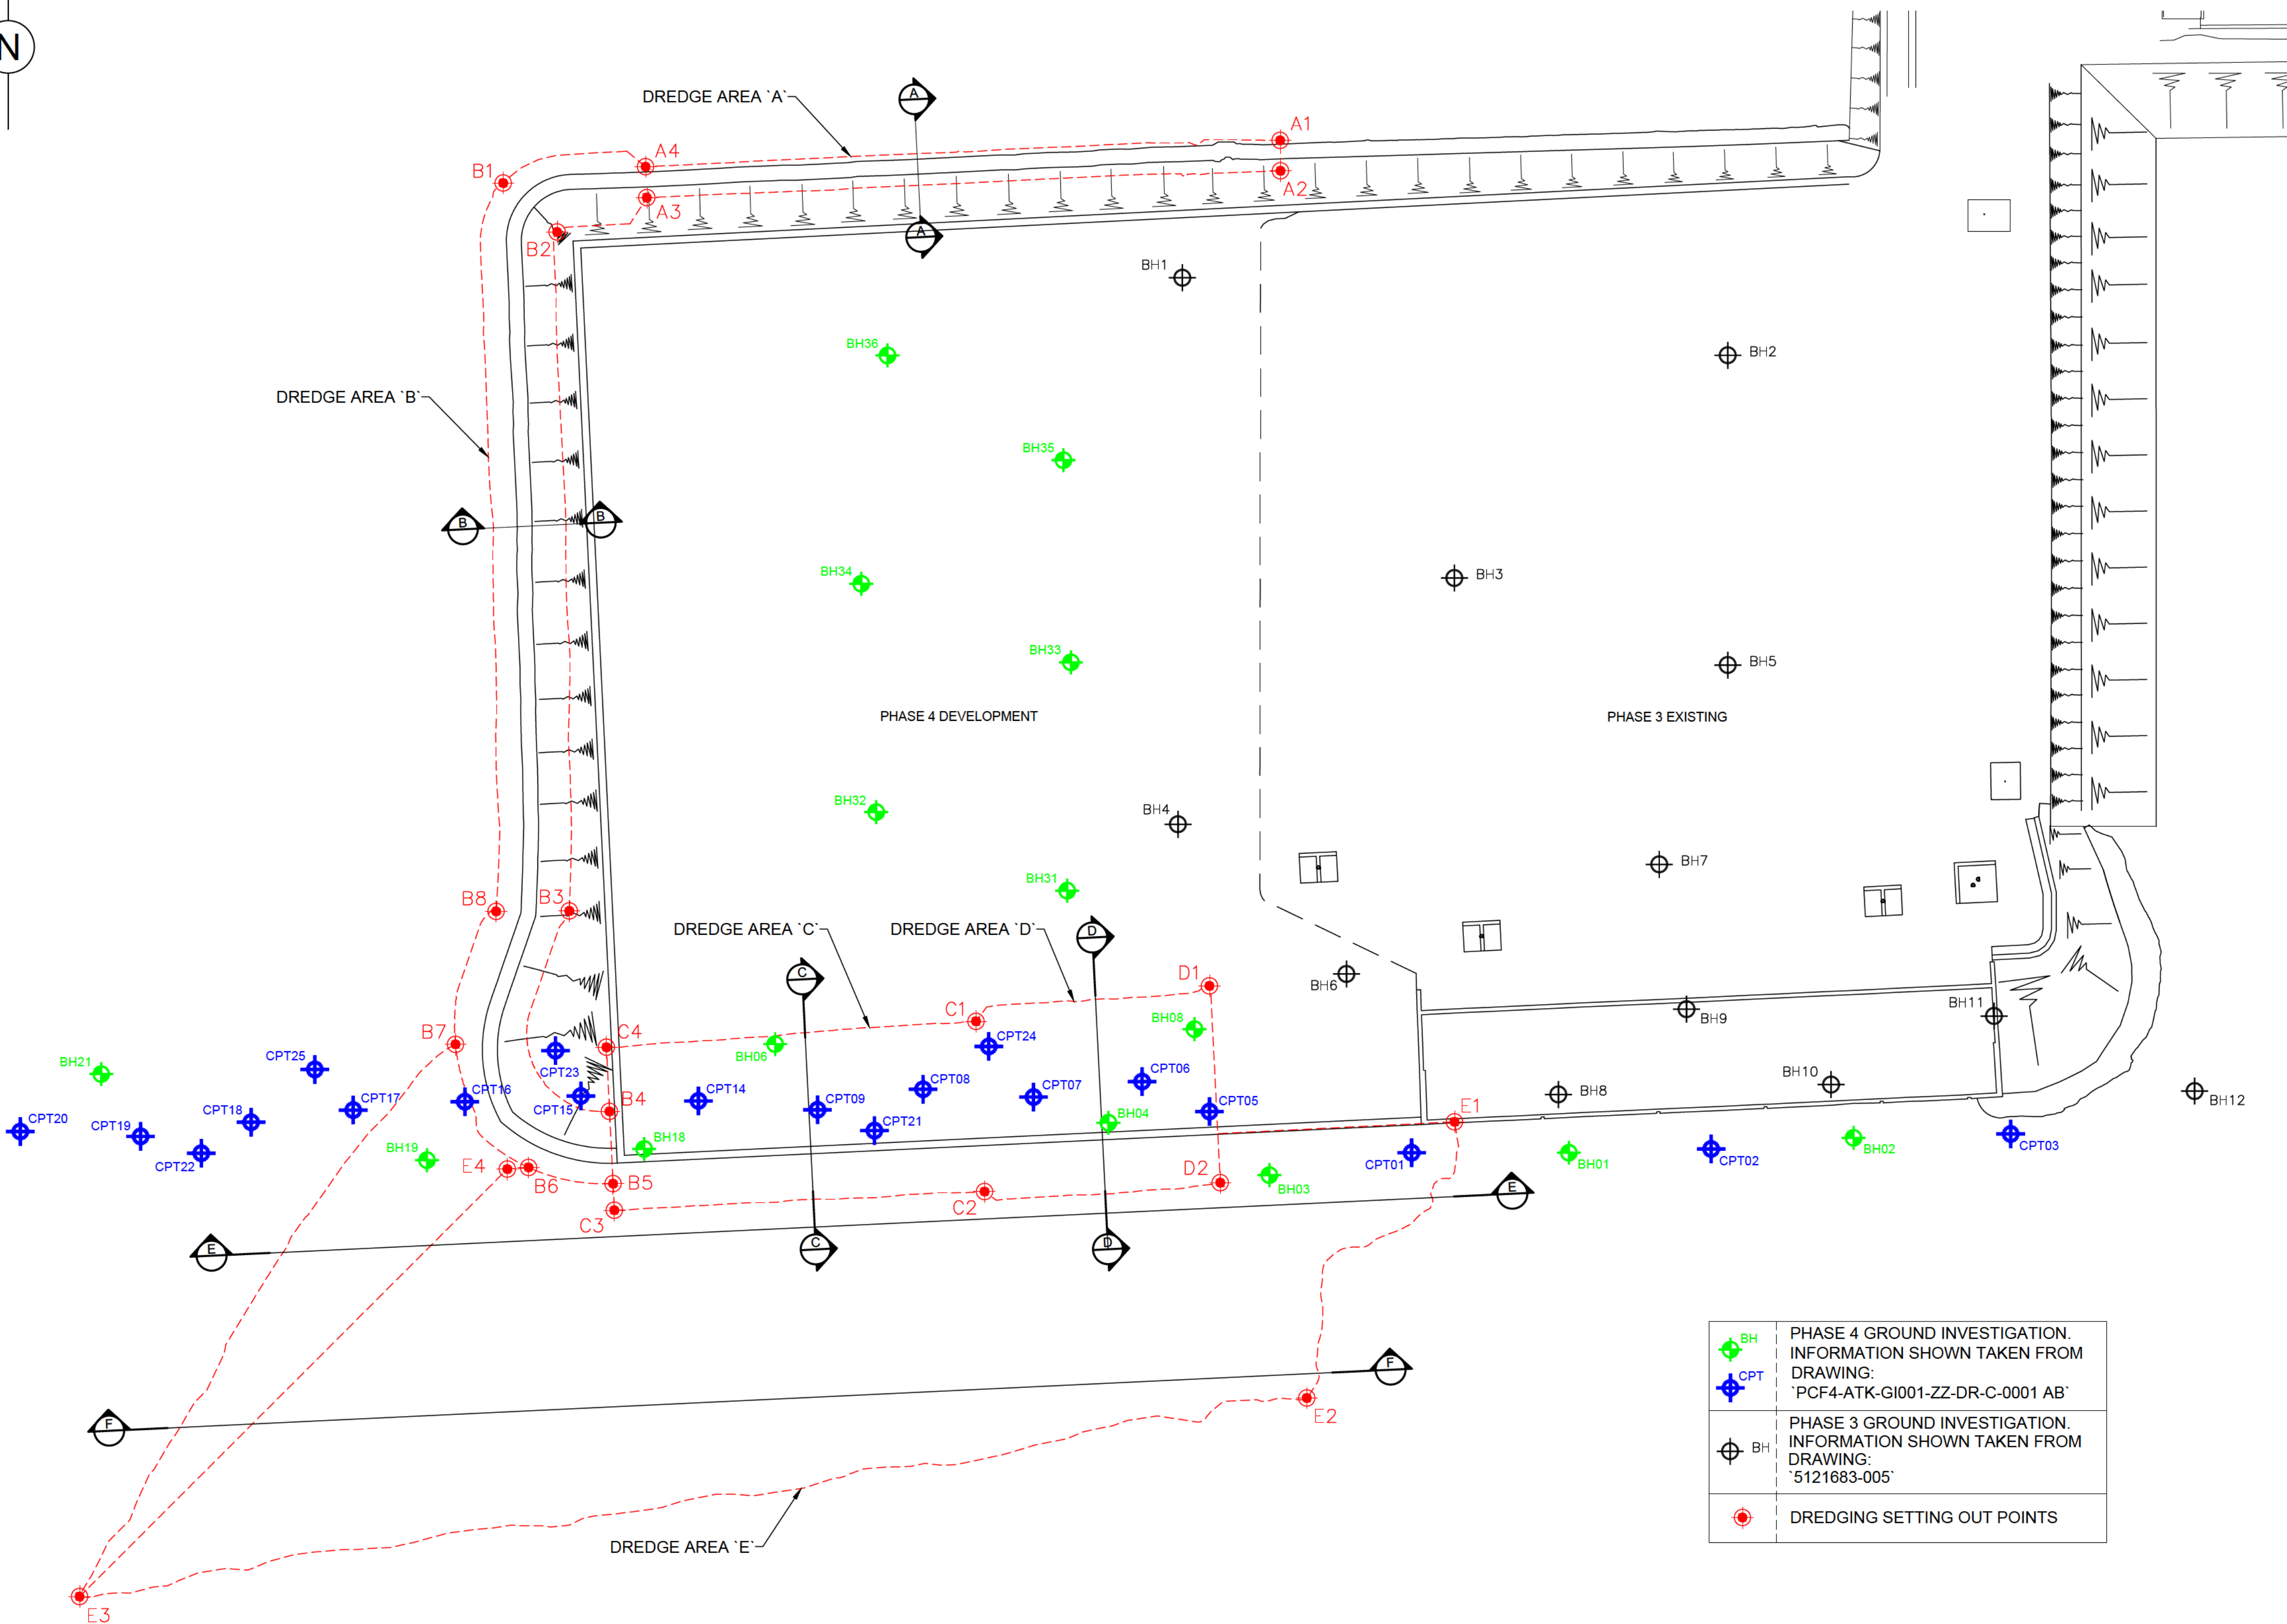 N
DREDGE AREA `A`
A
A1
A4
B1
A2
A3
A
B2
BH1
BH36
BH2
DREDGE AREA `B`
BH35
B
B
BH34
BH3
BH33
BH5
PHASE 4 DEVELOPMENT
PHASE 3 EXISTING
BH32
BH4
BH7
BH31
B8
B3
DREDGE AREA `C`
DREDGE AREA `D`
D
C
D1
BH6
C1
BH11
BH9
BH08
B7
C4
CPT24
BH06
CPT25
BH21
CPT23
CPT06
BH10
CPT16
CPT14
CPT08
CPT07
BH8
BH12
CPT17
CPT15
B4
CPT09
CPT05
E1
CPT20
CPT18
CPT19
CPT21
BH04
CPT22
BH19
BH18
CPT01
BH01
CPT02
BH02
CPT03
E4
B6
B5
D2
BH03
C3
C2
E
E
C
D
PHASE 4 GROUND INVESTIGATION.
BH
INFORMATION SHOWN TAKEN FROM
DRAWING:
CPT
`PCF4-ATK-GI001-ZZ-DR-C-0001 AB`
F
F
E2
PHASE 3 GROUND INVESTIGATION.
INFORMATION SHOWN TAKEN FROM
BH
DRAWING:
`5121683-005`
DREDGING SETTING OUT POINTS
DREDGE AREA `E`
E3